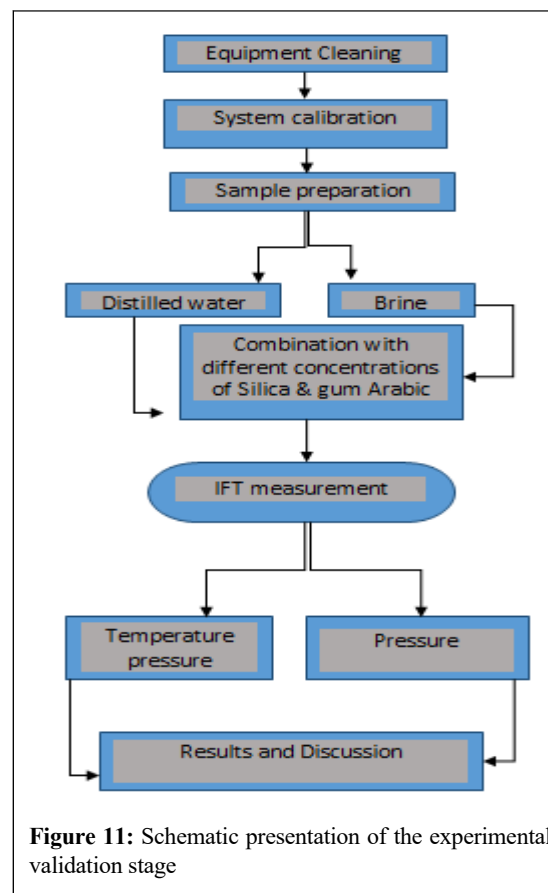 Equipment Cleaning
System calibration
Sample preparation
Distilled water
Brine
Combination with
different concentrations
of Silica & gum Arabic
IFT measurement
Temperature
pressure
Pressure
Results and Discussion
Figure 11: Schematic presentation of the experimental
validation stage